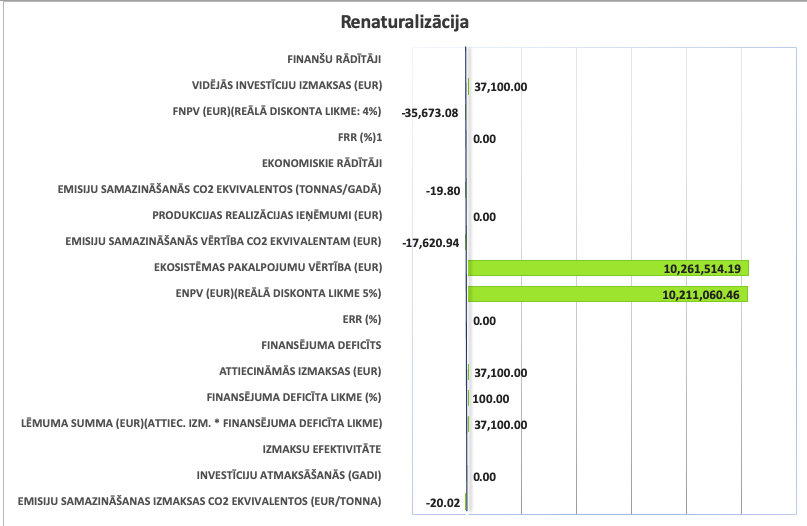 Renaturalizācija
FINANŠU RĀDĪTĀJI
VIDĒJĀS INVESTĪCIJU IZMAKSAS (EUR) 37,100.00
FNPV (EUR)(REĀLĀ DISKONTA LIKME: 4%) -35,673.08
FRR (%)1 0.00
EKONOMISKIE RĀDĪTĀJI
EMISIJU SAMAZINĀŠANĀS CO2 EKVIVALENTOS (TONNAS/GADĀ) -19.80
PRODUKCIJAS REALIZĀCIJAS IEŅĒMUMI (EUR) 0.00
EMISIJU SAMAZINĀŠANĀS VĒRTĪBA CO2 EKVIVALENTAM (EUR) -17,620.94
EKOSISTĒMAS PAKALPOJUMU VĒRTĪBA (EUR) 10,261,514.19
ENPV (EUR)(REĀLĀ DISKONTA LIKME 5%) 10,211,060.46
ERR (%) 0.00
FINANSĒJUMA DEFICĪTS
ATTIECINĀMĀS IZMAKSAS (EUR) 37,100.00
FINANSĒJUMA DEFICĪTA LIKME (%) 100.00
LĒMUMA SUMMA (EUR)(ATTIEC. IZM. * FINANSĒJUMA DEFICĪTA LIKME) 37,100.00
IZMAKSU EFEKTIVITĀTE
INVESTĪCIJU ATMAKSĀŠANĀS (GADI) 0.00
EMISIJU SAMAZINĀŠANAS IZMAKSAS CO2 EKVIVALENTOS (EUR/TONNA) -20.02